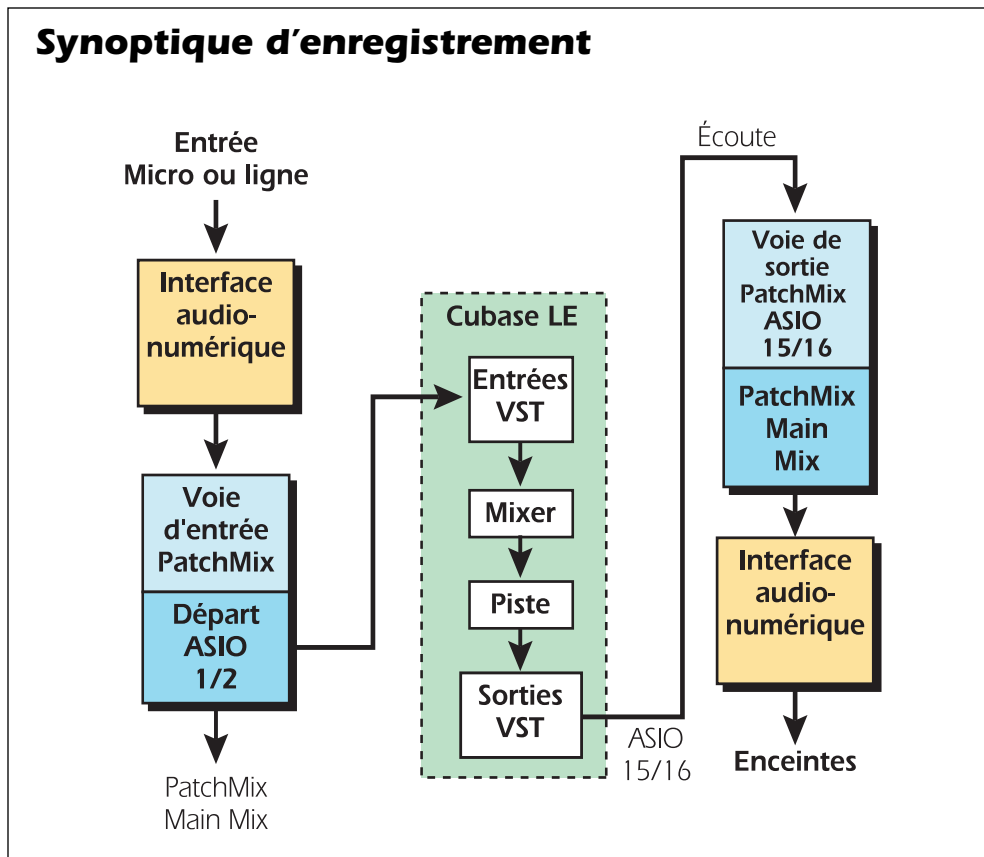 Synoptique d'enregistrement
Entrée
Micro ou ligne
Interface
audio-
numérique
Voie
d'entrée
PatchMix
Départ
ASIO
1/2
PatchMix
Main Mix
Cubase LE
Entrées
VST
Mixer
Piste
Sorties
VST
ASIO
15/16
Écoute
Voie de
sortie
PatchMix
ASIO
15/16
PatchMix
Main
Mix
Interface
audio-
numérique
Enceintes